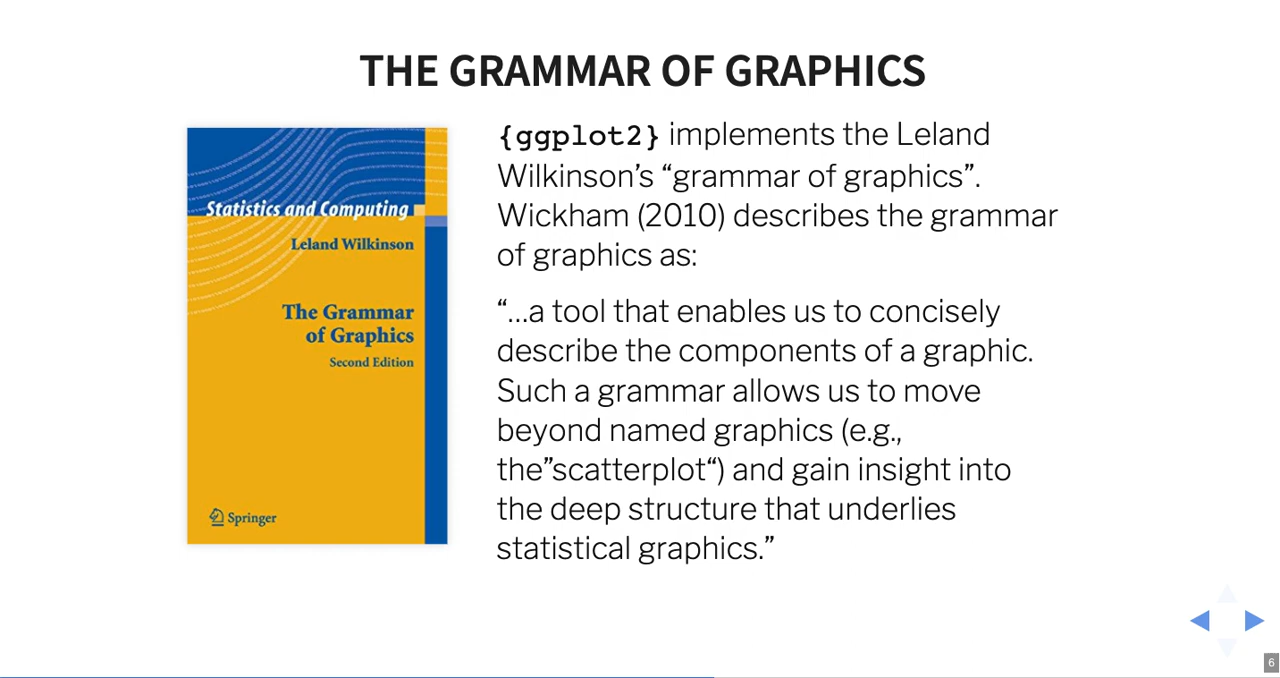 THE GRAMMAR OF GRAPHICS
Statistics and Computing
Leland Wilkinson
The Grammar
of Graphics
Second Edition
Springer
{ggplot2} implements the Leland
Wilkinson’s “grammar of graphics”.
Wickham (2010) describes the grammar
of graphics as:
“…a tool that enables us to concisely
describe the components of a graphic.
Such a grammar allows us to move
beyond named graphics (e.g.,
the”scatterplot“) and gain insight into
the deep structure that underlies
statistical graphics.”
6